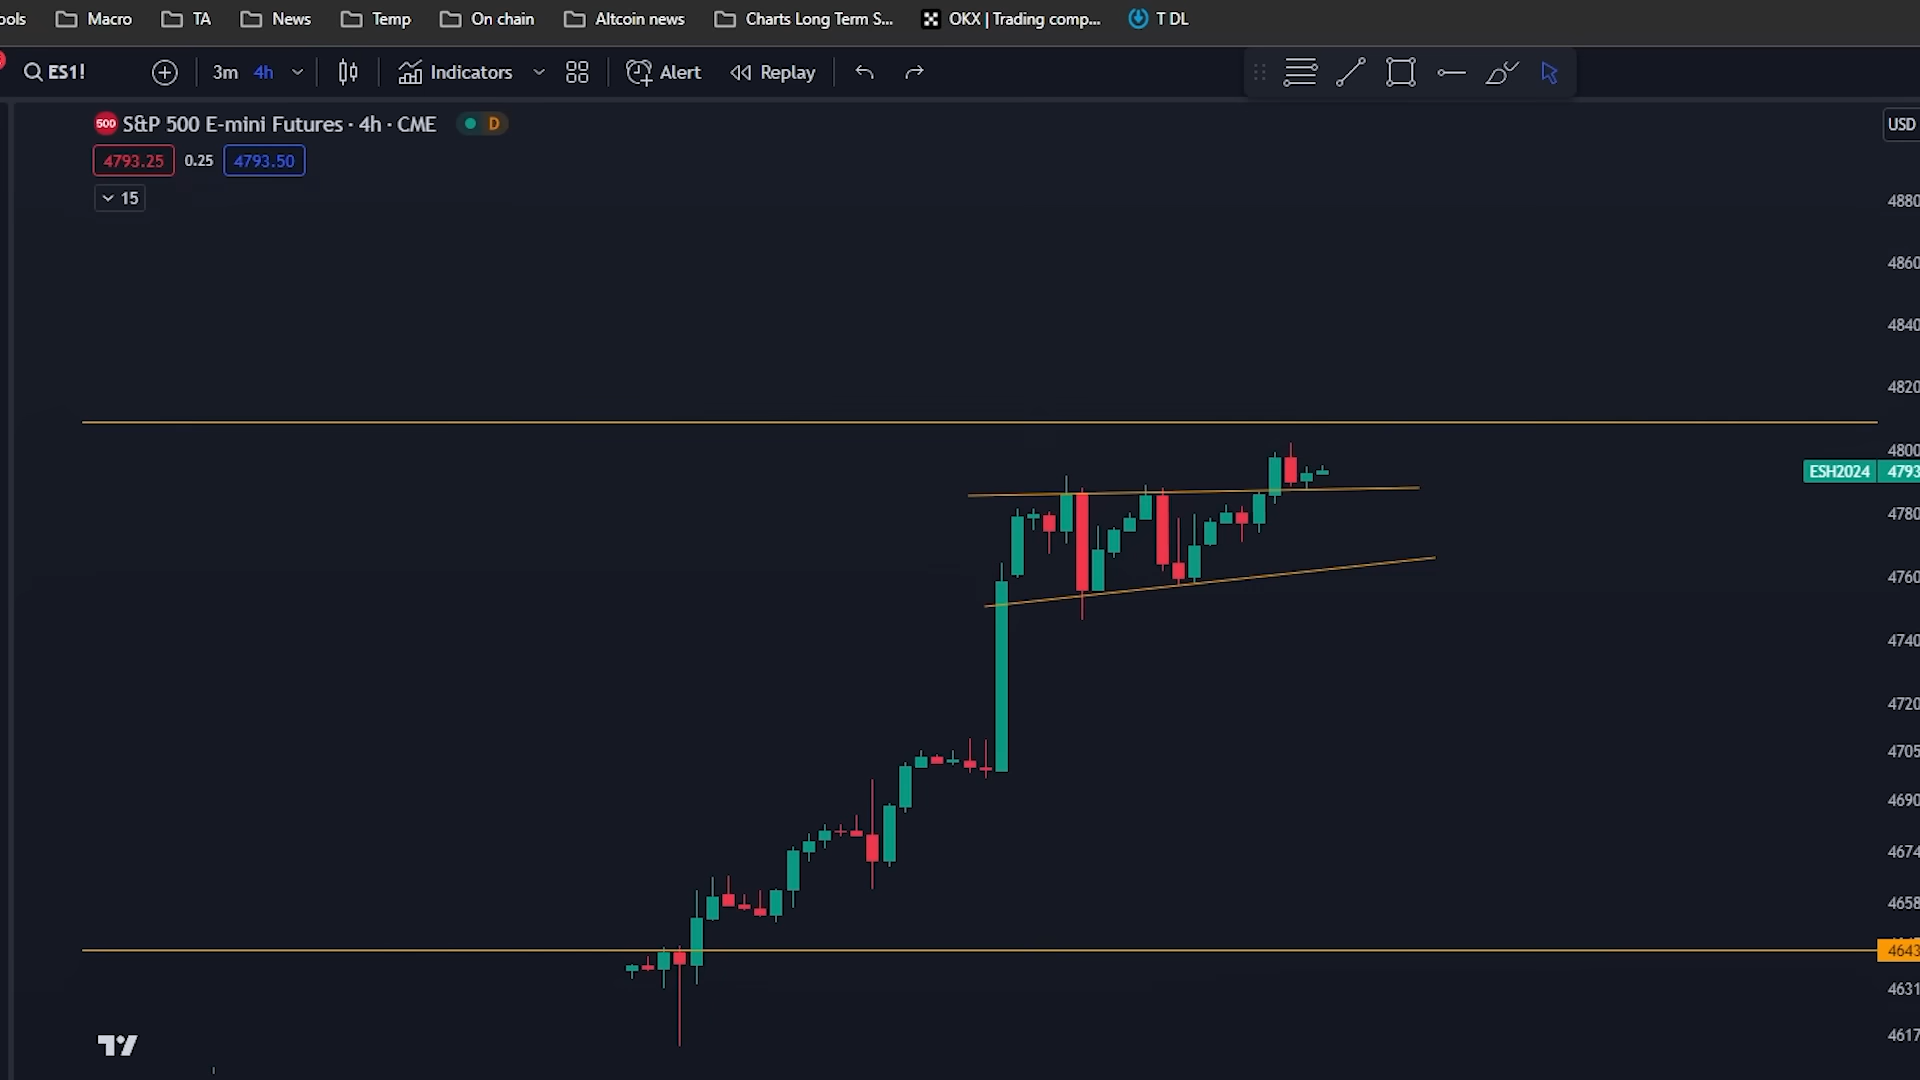 ols Macro TA News Temp On chain Altcoin news Charts Long Term S... OKX | Trading comp... T DL
ES1! 3m 4h Indicators Alert Replay
500 S&P 500 E-mini Futures · 4h · CME D
USD
4793.25 0.25 4793.50
15
4880
4860
4840
4820
4800
ESH2024 4793
4780
4760
4740
4720
4705
4690
4674
4658
4643
4631
4617